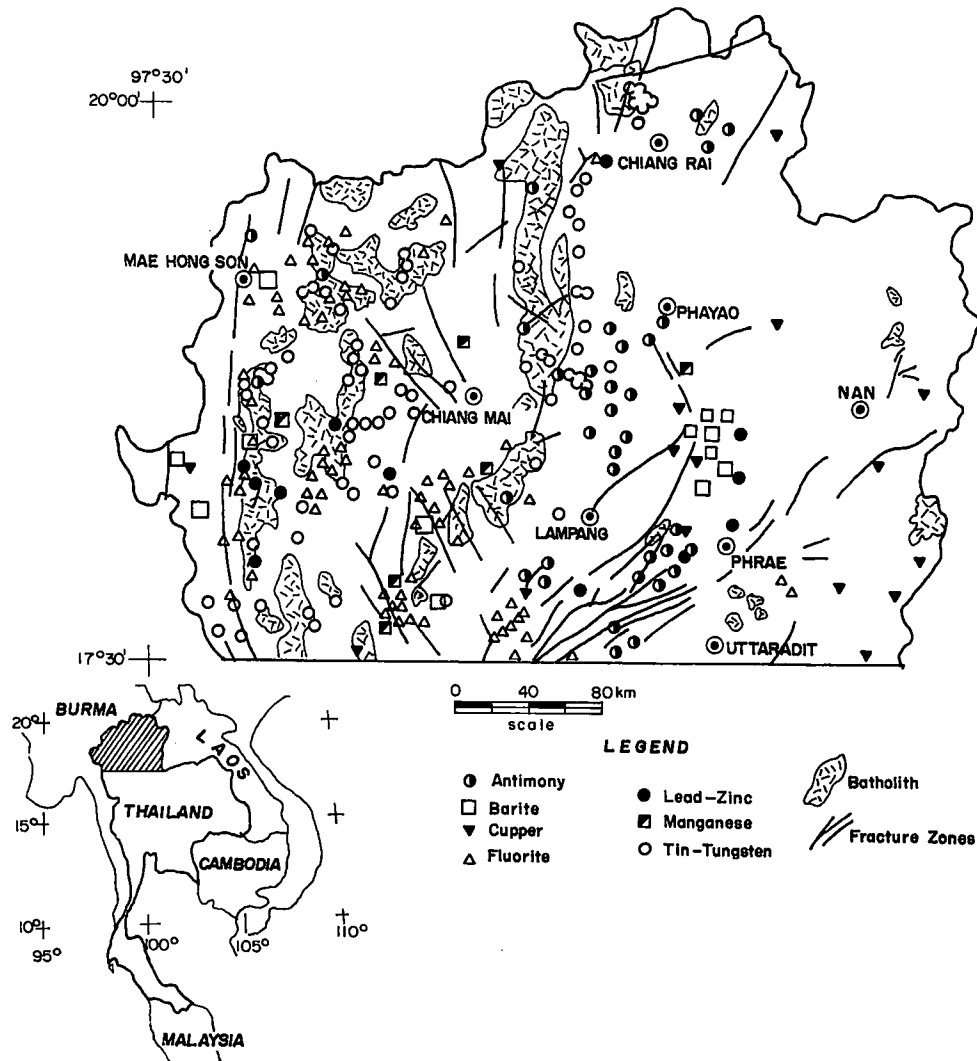 97°30'
20°00'
CHIANG RAI
MAE HONG SON
PHAYAO
CHIANG MAI
NAN
LAMPANG
PHRAE
UTTARADIT
17°30'
0 40 80 km
scale
BURMA
20°
LAOS
THAILAND
15°
CAMBODIA
10°
95°
100°
105°
110°
MALAYSIA
LEGEND
Antimony
Barite
Cupper
Fluorite
Lead-Zinc
Manganese
Tin-Tungsten
Batholith
Fracture Zones